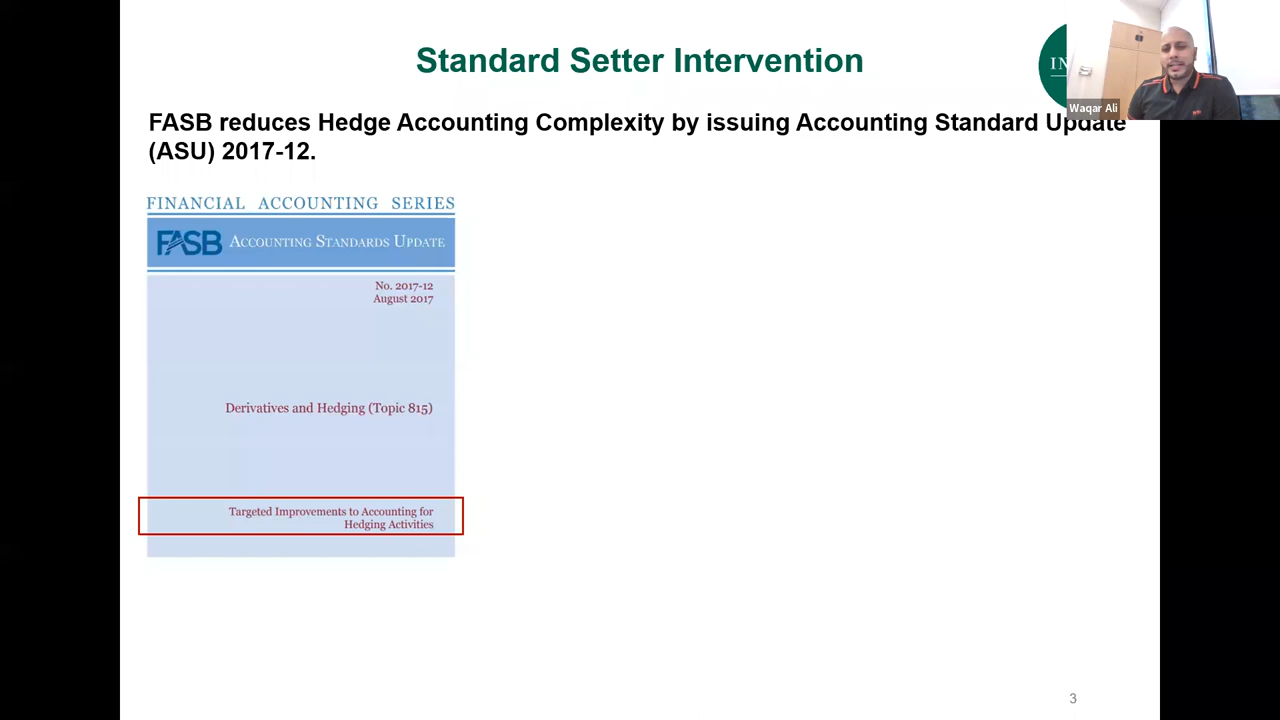 Standard Setter Intervention
IN
Waqar Ali
FASB reduces Hedge Accounting Complexity by issuing Accounting Standard Update
(ASU) 2017-12.
FINANCIAL ACCOUNTING SERIES
FASB ACCOUNTING STANDARDS UPDATE
No. 2017-12
August 2017
Derivatives and Hedging (Topic 815)
Targeted Improvements to Accounting for
Hedging Activities
3